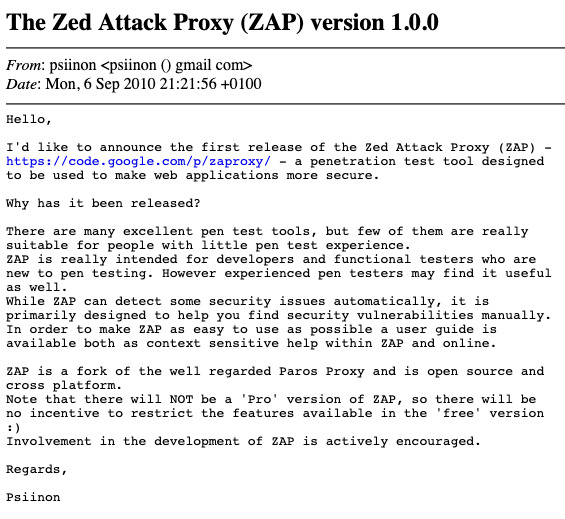 The Zed Attack Proxy (ZAP) version 1.0.0
From: psiinon <psiinon () gmail com>
Date: Mon, 6 Sep 2010 21:21:56 +0100
Hello,
I'd like to announce the first release of the Zed Attack Proxy (ZAP) -
https://code.google.com/p/zaproxy/ - a penetration test tool designed
to be used to make web applications more secure.
Why has it been released?
There are many excellent pen test tools, but few of them are really
suitable for people with little pen test experience.
ZAP is really intended for developers and functional testers who are
new to pen testing. However experienced pen testers may find it useful
as well.
While ZAP can detect some security issues automatically, it is
primarily designed to help you find security vulnerabilities manually.
In order to make ZAP as easy to use as possible a user guide is
available both as context sensitive help within ZAP and online.
ZAP is a fork of the well regarded Paros Proxy and is open source and
cross platform.
Note that there will NOT be a 'Pro' version of ZAP, so there will be
no incentive to restrict the features available in the 'free' version
:)
Involvement in the development of ZAP is actively encouraged.
Regards,
Psiinon